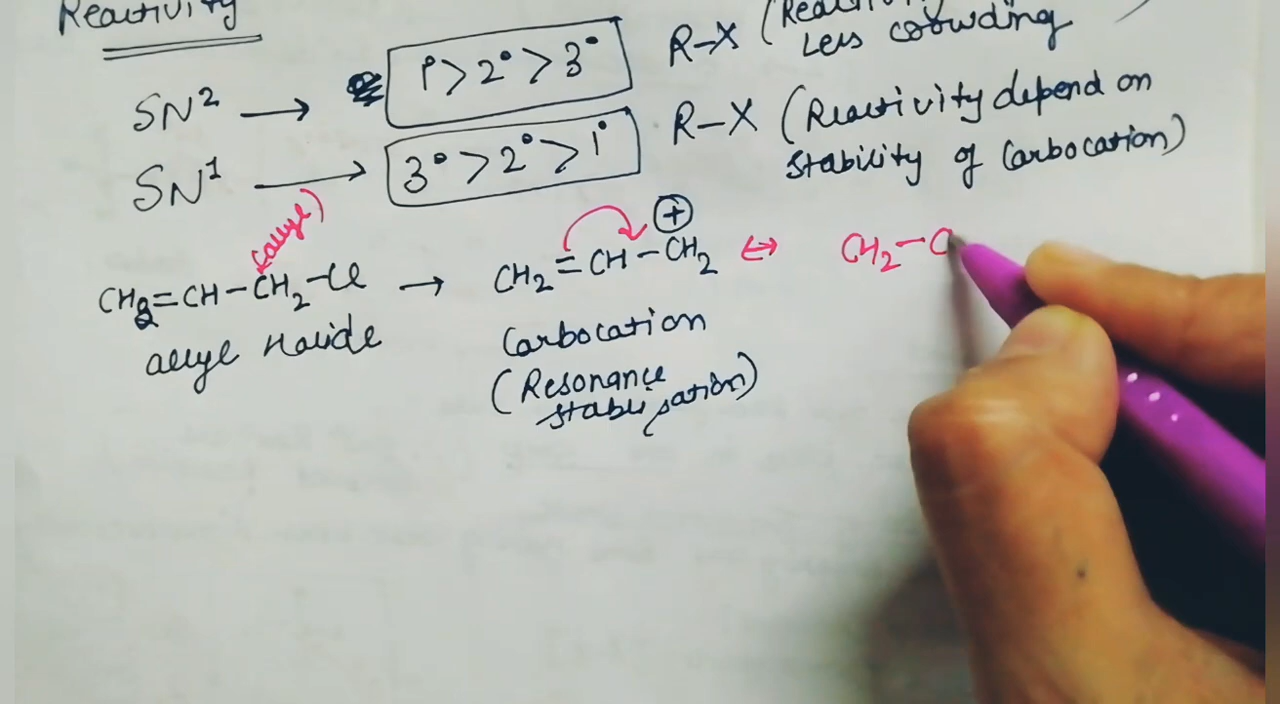 Reactivity
SN² → 1° > 2° > 3° R-X (Reactivi
Less crowding
SN¹ → 3° > 2° > 1° R-X (Reactivity depend on
stability of Carbocation)
(allyl)
CH₂=CH-CH₂-Cl → CH₂=CH-CH₂ ⊕ ↔ CH₂-C
allyl Halide
Carbocation
(Resonance
stabilisation)